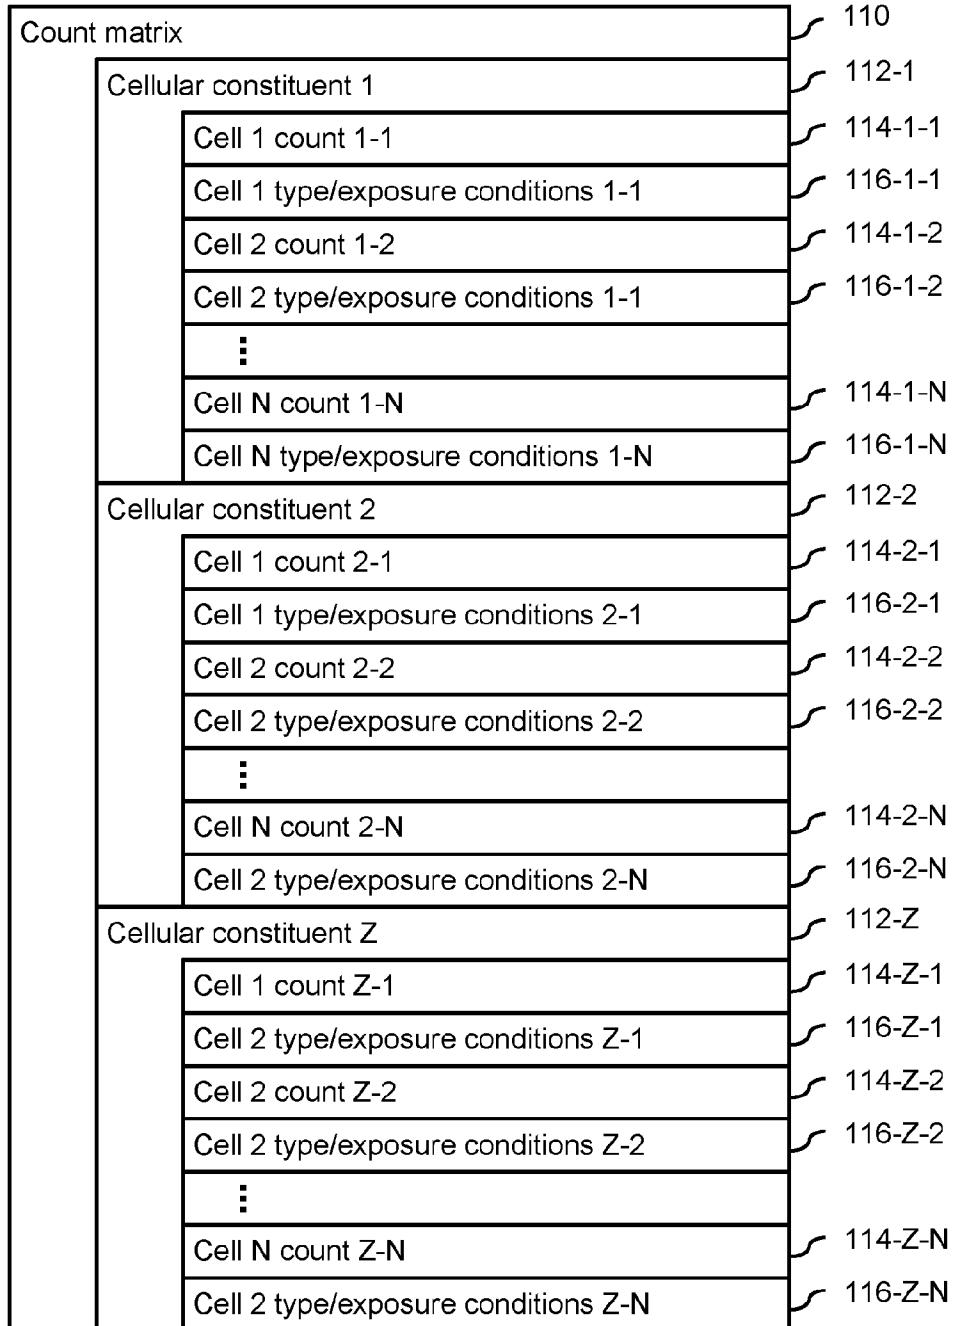 Count matrix 110
Cellular constituent 1 112-1
Cell 1 count 1-1 114-1-1
Cell 1 type/exposure conditions 1-1 116-1-1
Cell 2 count 1-2 114-1-2
Cell 2 type/exposure conditions 1-1 116-1-2
⋮
Cell N count 1-N 114-1-N
Cell N type/exposure conditions 1-N 116-1-N
Cellular constituent 2 112-2
Cell 1 count 2-1 114-2-1
Cell 1 type/exposure conditions 2-1 116-2-1
Cell 2 count 2-2 114-2-2
Cell 2 type/exposure conditions 2-2 116-2-2
⋮
Cell N count 2-N 114-2-N
Cell 2 type/exposure conditions 2-N 116-2-N
Cellular constituent Z 112-Z
Cell 1 count Z-1 114-Z-1
Cell 2 type/exposure conditions Z-1 116-Z-1
Cell 2 count Z-2 114-Z-2
Cell 2 type/exposure conditions Z-2 116-Z-2
⋮
Cell N count Z-N 114-Z-N
Cell 2 type/exposure conditions Z-N 116-Z-N